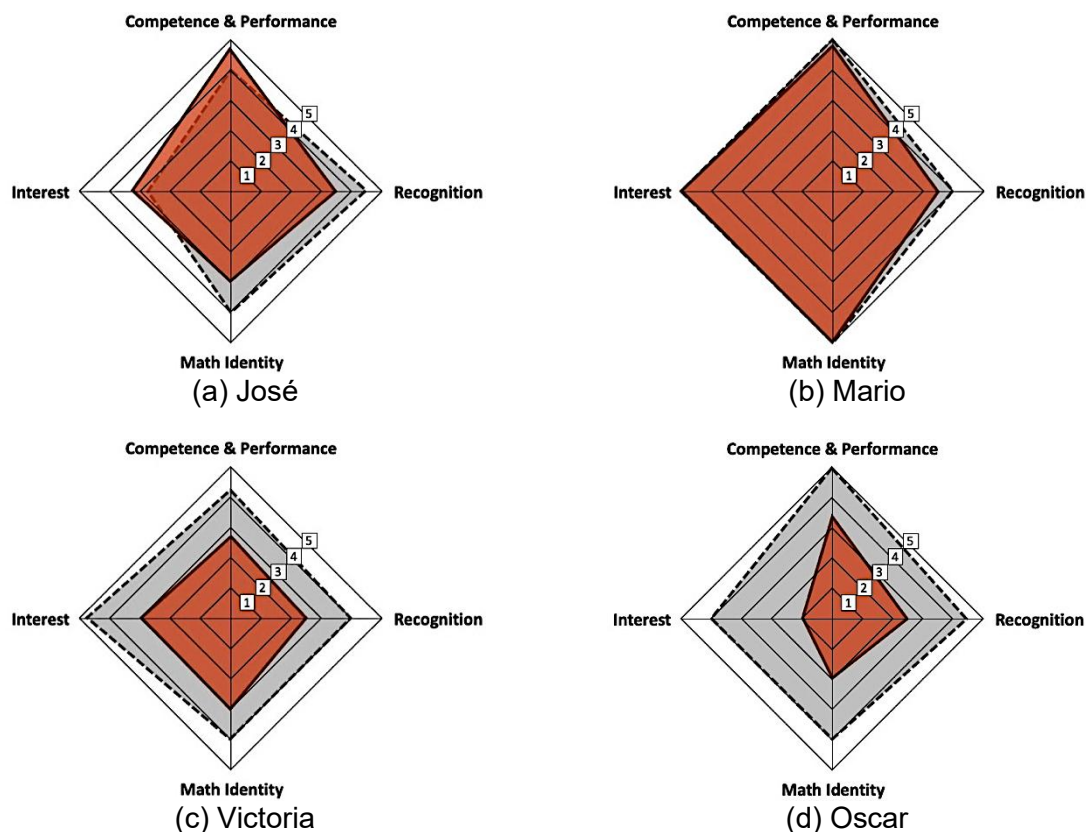 Competence & Performance
5
4
3
2
1
Interest
Recognition
Math Identity
(a) José
Competence & Performance
5
4
3
2
1
Interest
Recognition
Math Identity
(b) Mario
Competence & Performance
5
4
3
2
1
Interest
Recognition
Math Identity
(c) Victoria
Competence & Performance
5
4
3
2
1
Interest
Recognition
Math Identity
(d) Oscar